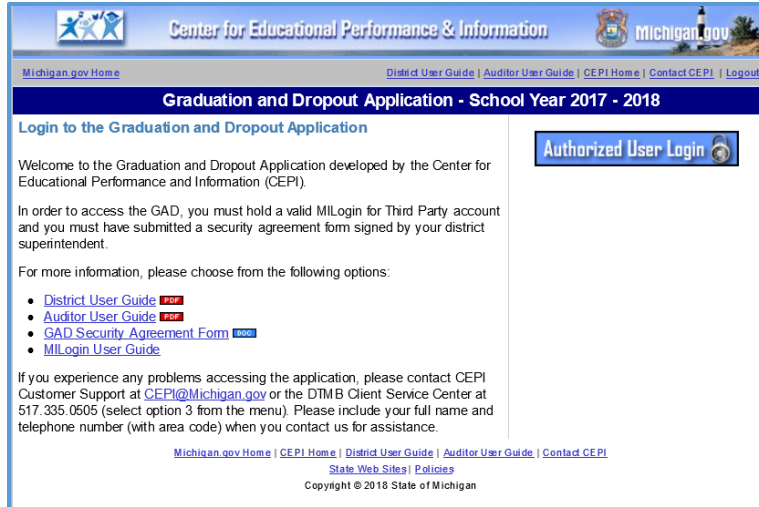 Center for Educational Performance & Information
Michigan.gov
Michigan.gov Home
District User Guide | Auditor User Guide | CEPI Home | Contact CEPI | Logout
Graduation and Dropout Application - School Year 2017 - 2018
Login to the Graduation and Dropout Application
Authorized User Login
Welcome to the Graduation and Dropout Application developed by the Center for
Educational Performance and Information (CEPI).
In order to access the GAD, you must hold a valid MILogin for Third Party account
and you must have submitted a security agreement form signed by your district
superintendent.
For more information, please choose from the following options:
• District User Guide PDF
• Auditor User Guide PDF
• GAD Security Agreement Form DOC
• MILogin User Guide
If you experience any problems accessing the application, please contact CEPI
Customer Support at CEPI@Michigan.gov or the DTMB Client Service Center at
517.335.0505 (select option 3 from the menu). Please include your full name and
telephone number (with area code) when you contact us for assistance.
Michigan.gov Home | CEPI Home | District User Guide | Auditor User Guide | Contact CEPI
State Web Sites | Policies
Copyright © 2018 State of Michigan